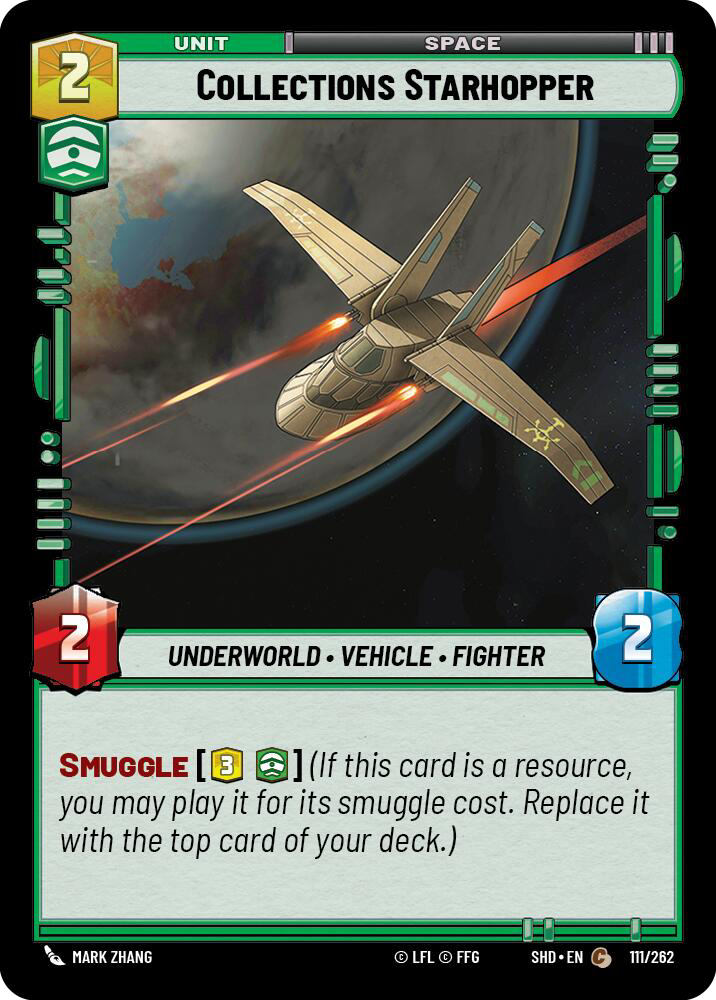 UNIT SPACE
2 COLLECTIONS STARHOPPER
2 UNDERWORLD • VEHICLE • FIGHTER 2
SMUGGLE [3 ] (If this card is a resource,
you may play it for its smuggle cost. Replace it
with the top card of your deck.)
MARK ZHANG © LFL © FFG SHD • EN C 111/262